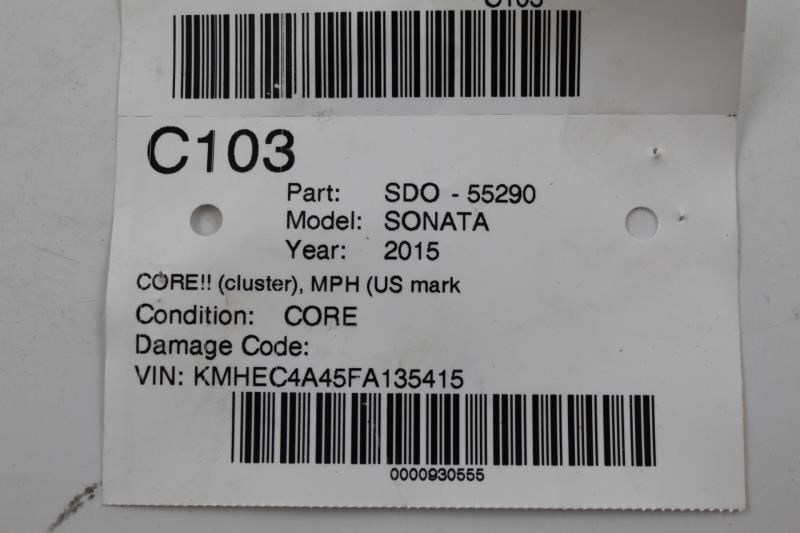 C103
C103
Part: SDO - 55290
Model: SONATA
Year: 2015
CORE!! (cluster), MPH (US mark
Condition: CORE
Damage Code:
VIN: KMHEC4A45FA135415
0000930555